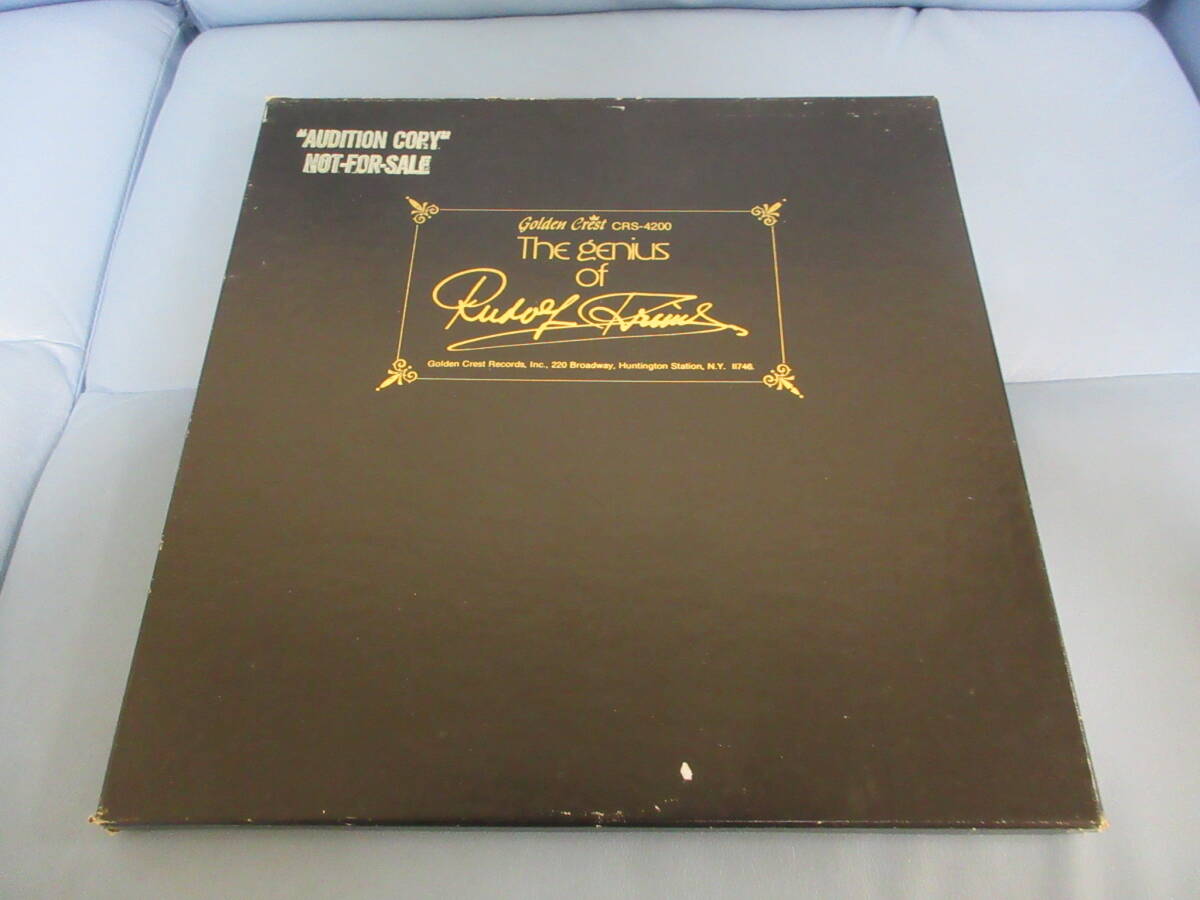 "AUDITION COPY"
NOT-FOR-SALE
Golden Crest CRS-4200
The genius
of
Rudolf Friml
Golden Crest Records, Inc., 220 Broadway, Huntington Station, N.Y. 11746.